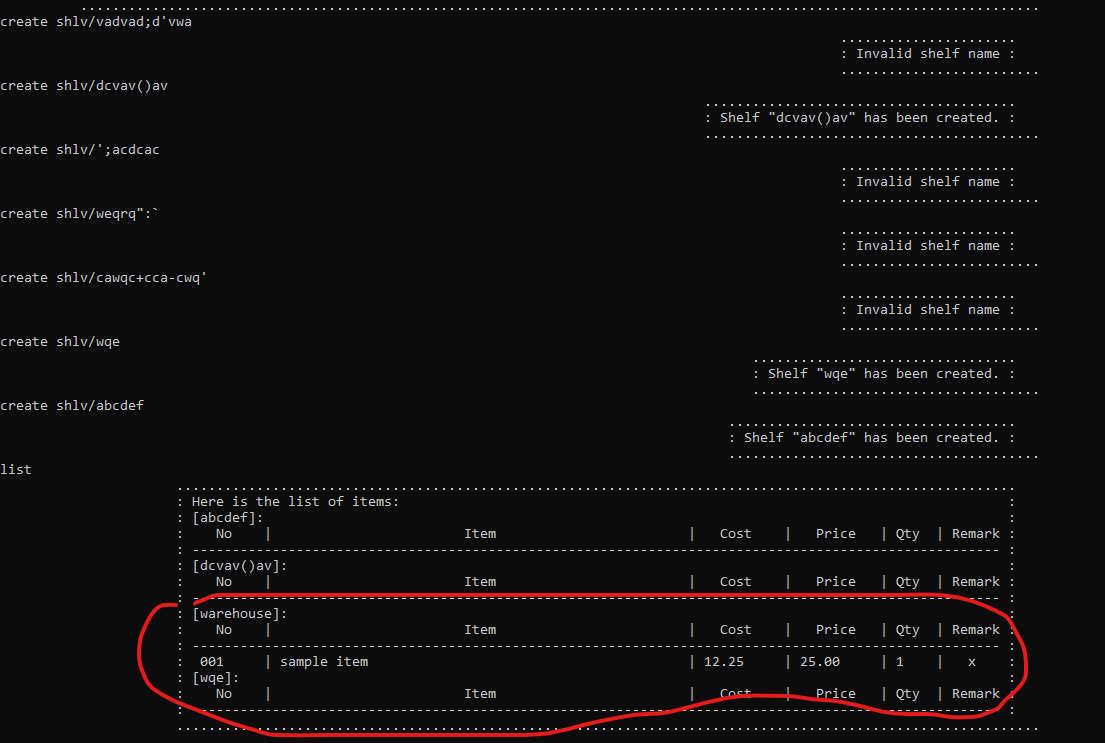 create shlv/vadvad;d'vwa
: Invalid shelf name :
create shlv/dcvav()av
: Shelf "dcvav()av" has been created. :
create shlv/';acdcac
: Invalid shelf name :
create shlv/weqrq":`
: Invalid shelf name :
create shlv/cawqc+cca-cwq'
: Invalid shelf name :
create shlv/wqe
: Shelf "wqe" has been created. :
create shlv/abcdef
: Shelf "abcdef" has been created. :
list
: Here is the list of items: :
: [abcdef]: :
: No | Item | Cost | Price | Qty | Remark :
: [dcvav()av]: :
: No | Item | Cost | Price | Qty | Remark :
: [warehouse]: :
: No | Item | Cost | Price | Qty | Remark :
: 001 | sample item | 12.25 | 25.00 | 1 | x :
: [wqe]: :
: No | Item | Cost | Price | Qty | Remark :